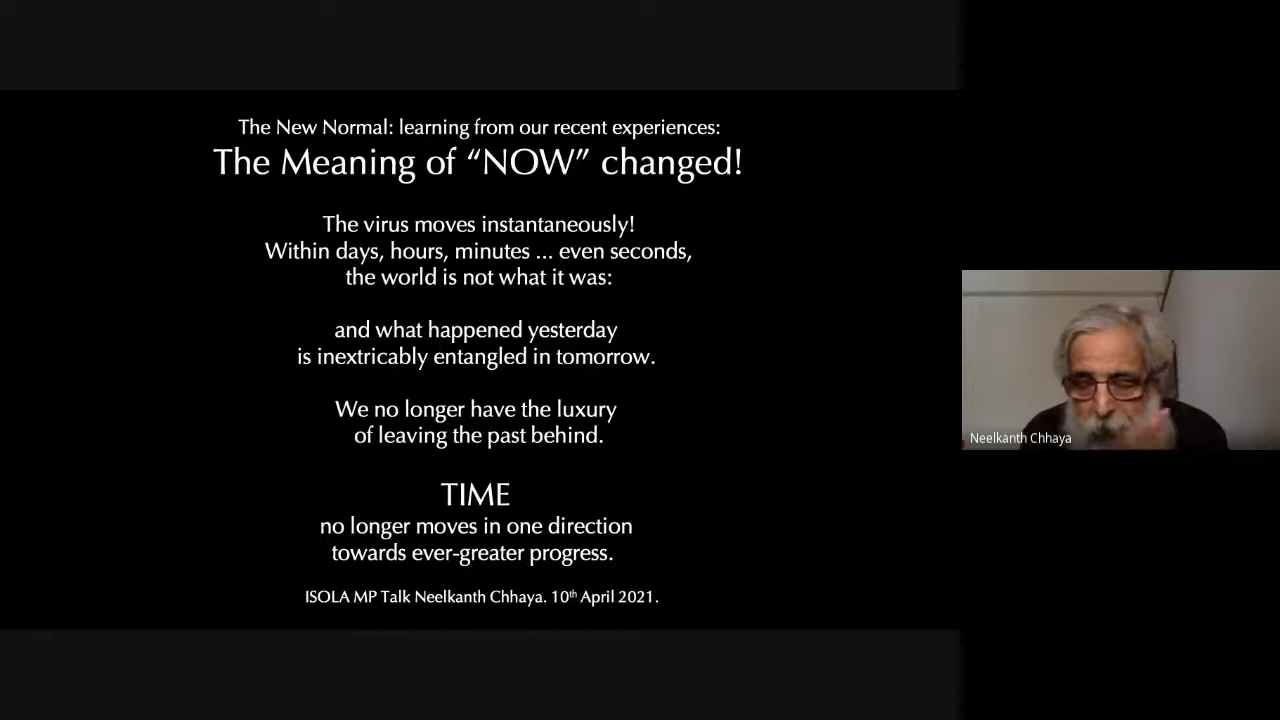 The New Normal: learning from our recent experiences:
The Meaning of “NOW” changed!
The virus moves instantaneously!
Within days, hours, minutes ... even seconds,
the world is not what it was:
and what happened yesterday
is inextricably entangled in tomorrow.
We no longer have the luxury
of leaving the past behind.
TIME
no longer moves in one direction
towards ever-greater progress.
ISOLA MP Talk Neelkanth Chhaya. 10th April 2021.
Neelkanth Chhaya